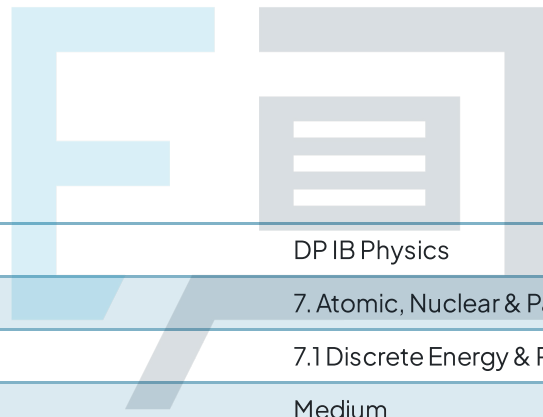 DP IB Physics
7. Atomic, Nuclear &
7.1 Discrete Energy &
Medium